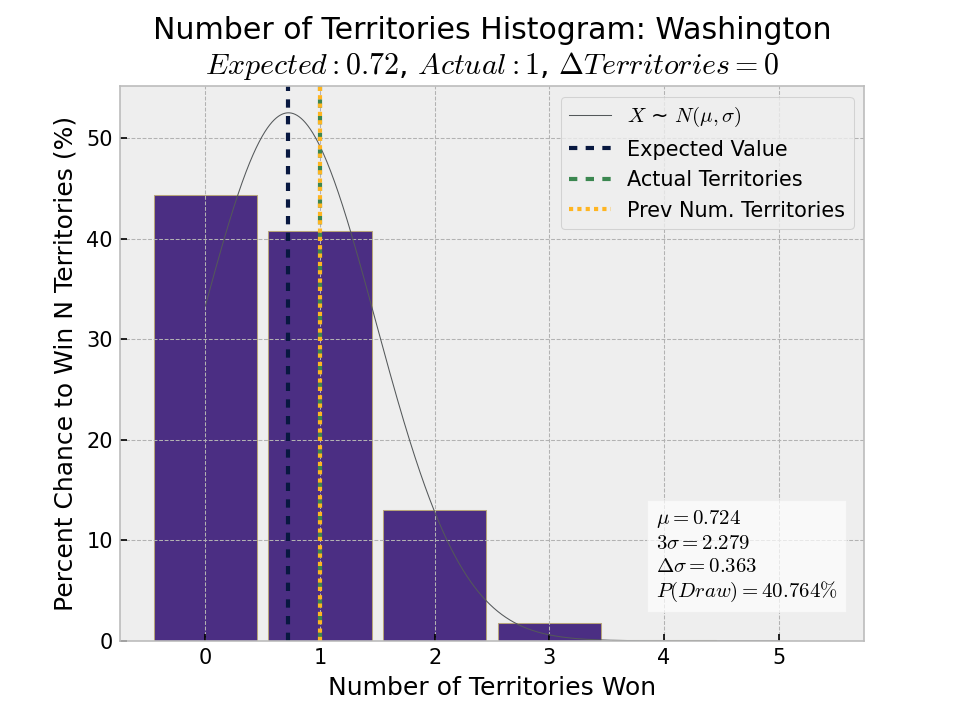 Number of Territories Histogram: Washington
Expected : 0.72, Actual : 1, ΔTerritories = 0
X ~ N(μ, σ)
Expected Value
Actual Territories
Prev Num. Territories
Percent Chance to Win N Territories (%)
50
40
30
20
10
0
μ = 0.724
3σ = 2.279
Δσ = 0.363
P(Draw) = 40.764%
0 1 2 3 4 5
Number of Territories Won